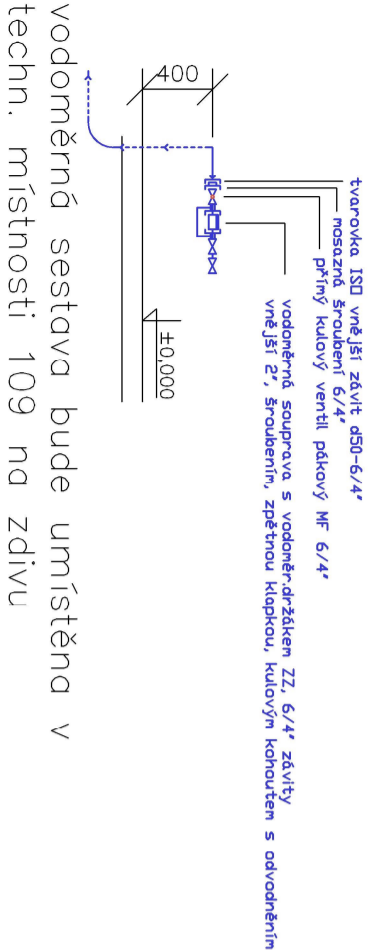 tvarovka ISO vnější závit d50-6/4"
mosazná šroubení 6/4"
přímý kulový ventil pákový MF 6/4"
vodoměrná souprava s vodoměr.držákem ZZ, 6/4" závity
vnější 2", šroubením, zpětnou klapkou, kulovým kohoutem s odvodněním
400
±0,000
vodoměrná sestava bude umístěna v
techn. místnosti 109 na zdivu